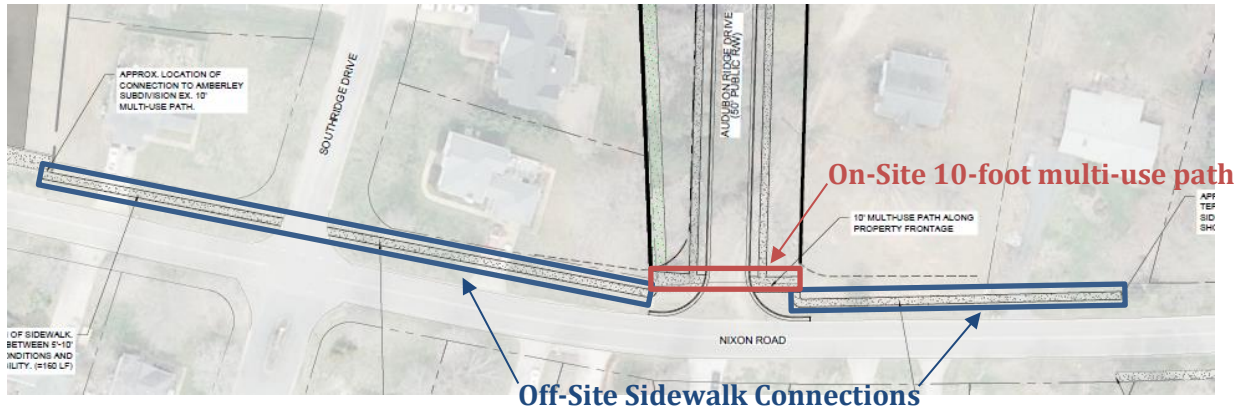 APPROX. LOCATION OF
CONNECTION TO AMBERLEY
SUBDIVISION EX. 10'
MULTI-USE PATH.
SOUTHRIDGE DRIVE
AUDUBON RIDGE DRIVE
(50' PUBLIC R/W)
On-Site 10-foot multi-use path
10' MULTI-USE PATH ALONG
PROPERTY FRONTAGE
OF SIDEWALK.
BETWEEN 5'-10'
ONDITIONS AND
ILITY. (≈160 LF)
NIXON ROAD
Off-Site Sidewalk Connections